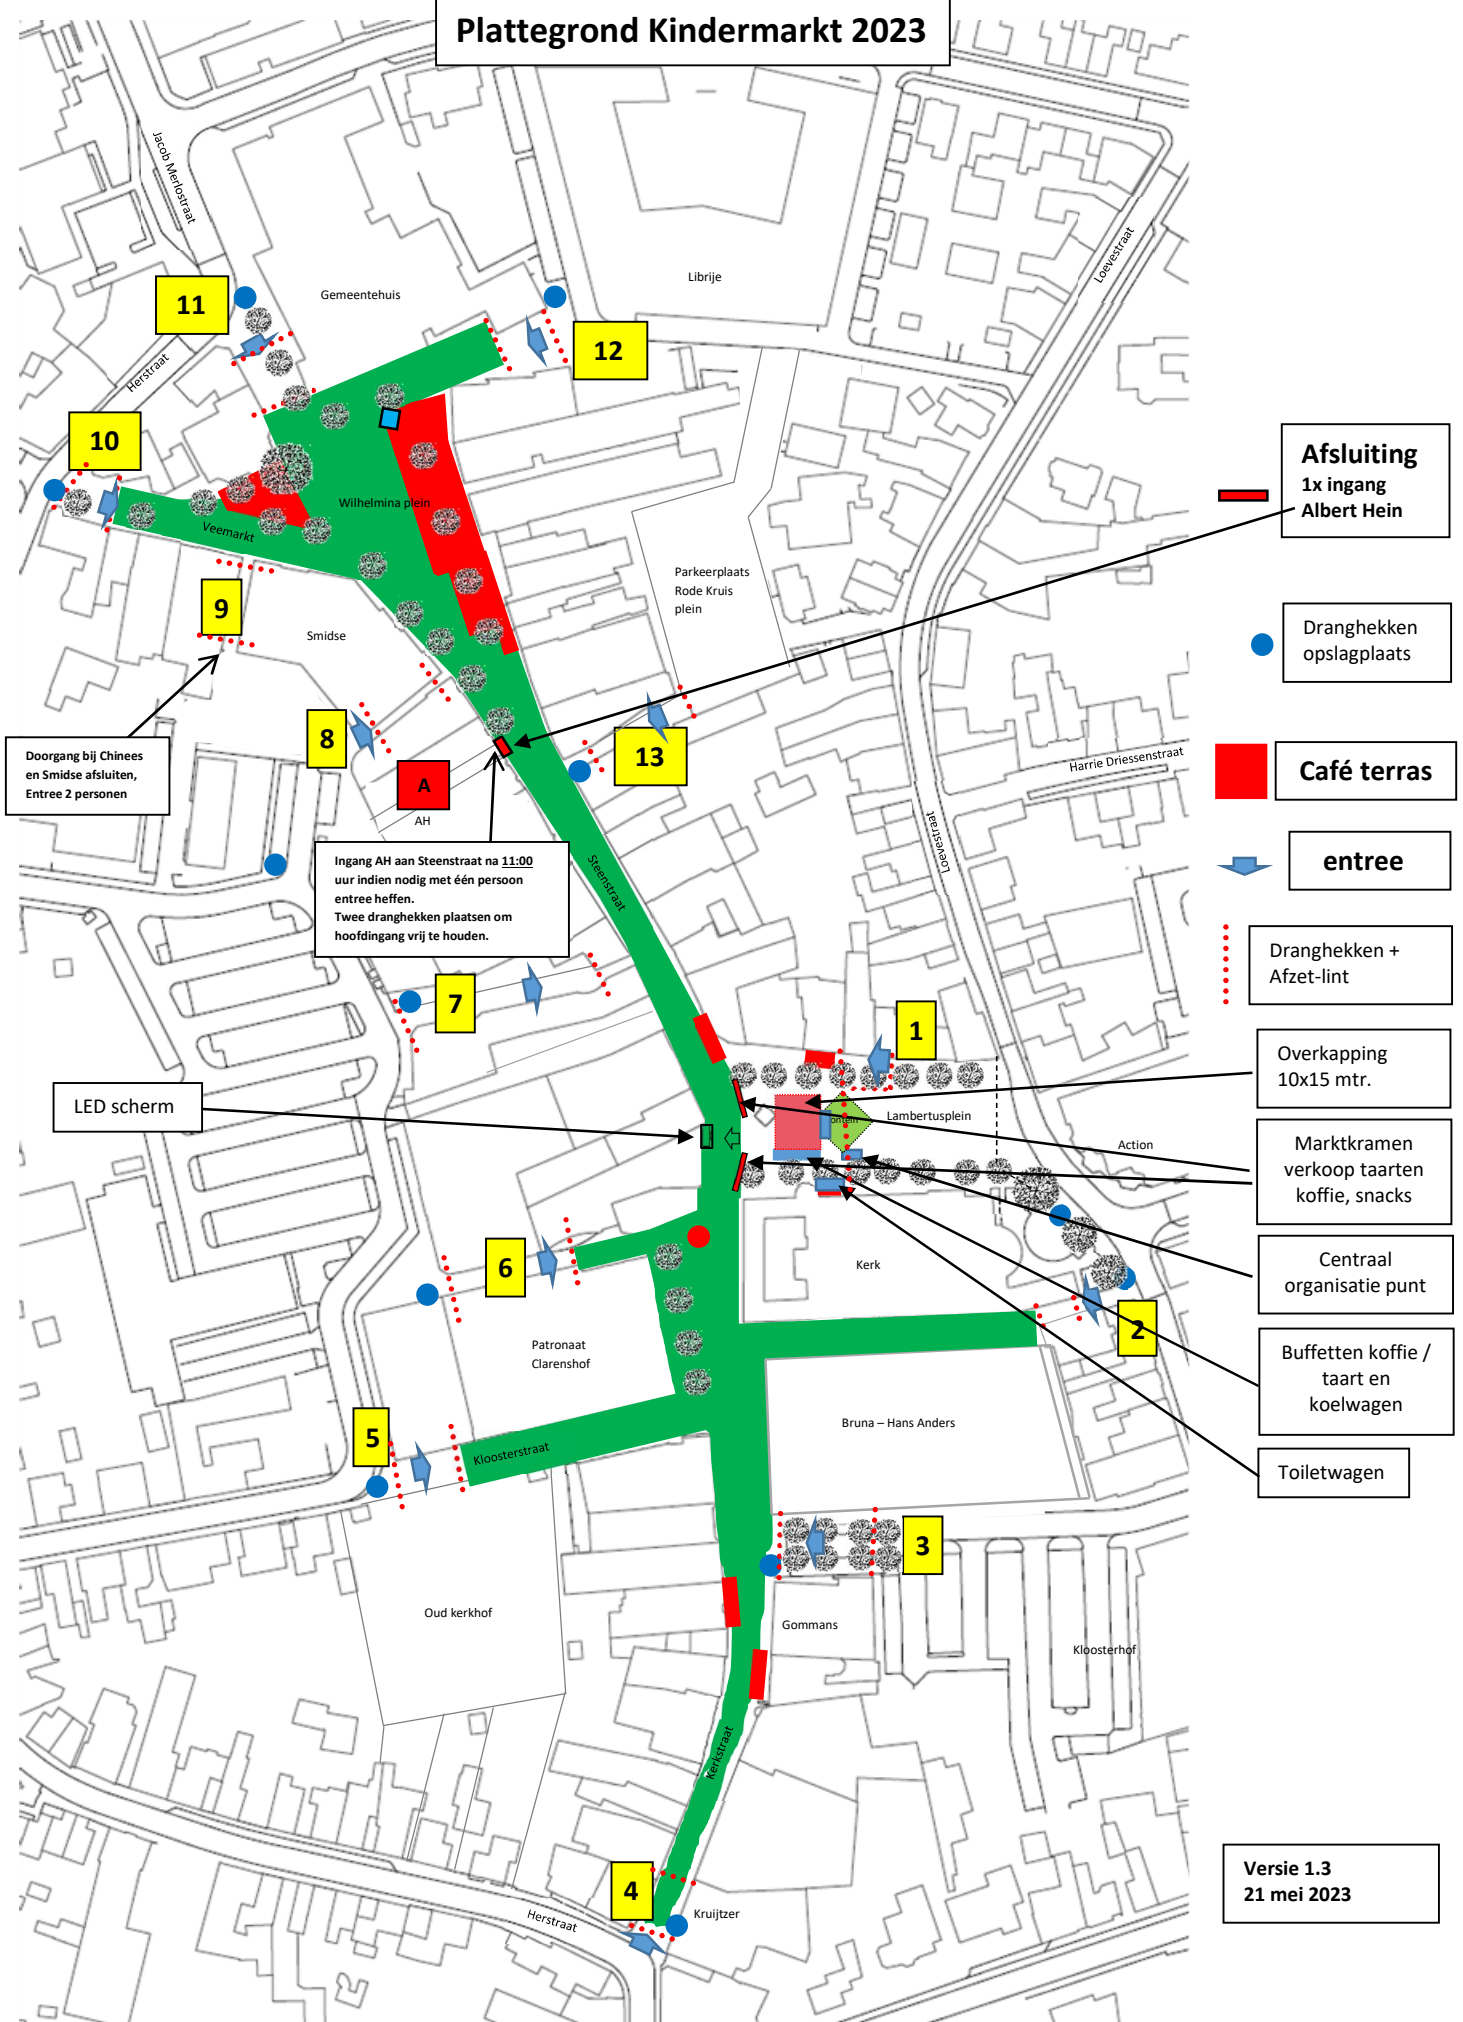 Plattegrond Kindermarkt 2023
Jacob Merlostraat
Loevestraat
Librije
11
Gemeentehuis
12
Herstraat
10
Afsluiting
1x ingang
Albert Hein
Wilhelmina plein
Veemarkt
Parkeerplaats
Rode Kruis
plein
9
Smidse
Dranghekken
opslagplaats
8
13
Doorgang bij Chinees
en Smidse afsluiten,
Entree 2 personen
A
AH
Harrie Driessenstraat
Café terras
Loevestraat
Ingang AH aan Steenstraat na 11:00
uur indien nodig met één persoon
entree heffen.
Twee dranghekken plaatsen om
hoofdingang vrij te houden.
Steenstraat
entree
Dranghekken +
Afzet-lint
7
1
Overkapping
10x15 mtr.
LED scherm
Lambertusplein
Action
Marktkramen
verkoop taarten
koffie, snacks
6
Kerk
Centraal
organisatie punt
2
Patronaat
Clarenshof
Buffetten koffie /
taart en
koelwagen
5
Bruna – Hans Anders
Kloosterstraat
Toiletwagen
3
Oud kerkhof
Gommans
Kloosterhof
Kerkstraat
4
Kruijtzer
Herstraat
Versie 1.3
21 mei 2023